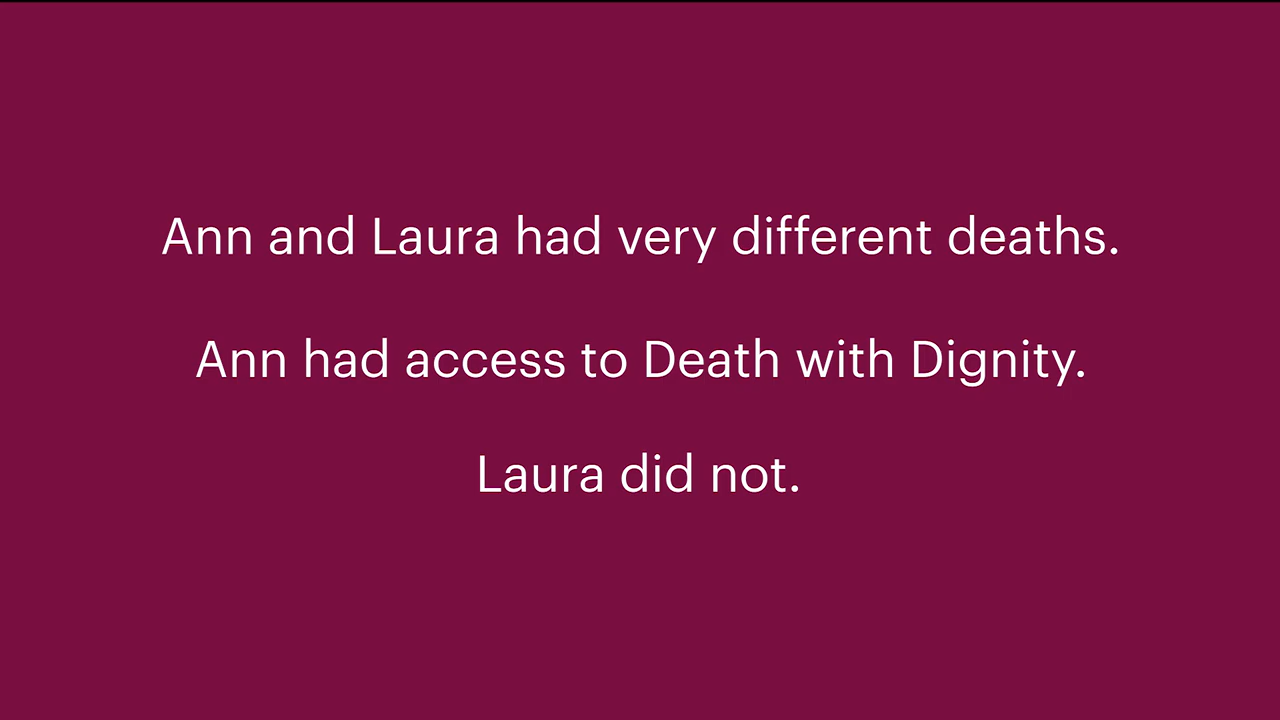 Ann and Laura had very different deaths.
Ann had access to Death with Dignity.
Laura did not.